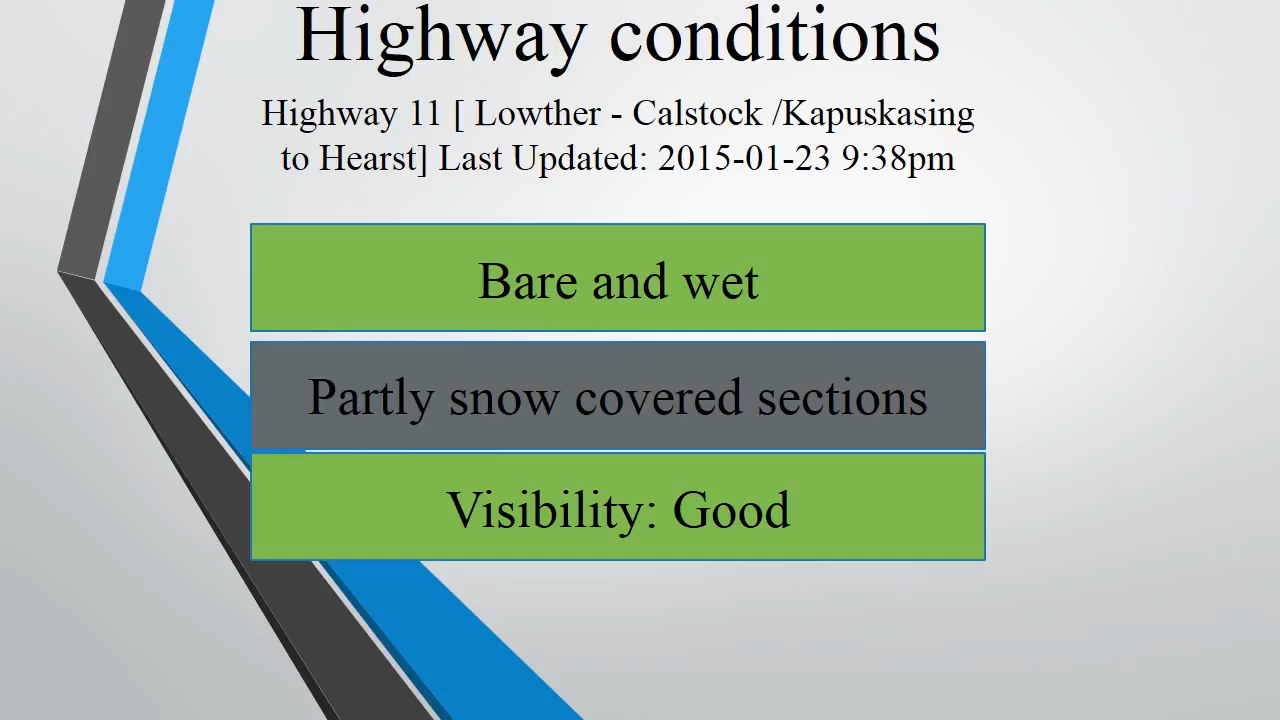 Highway conditions
Highway 11 [ Lowther - Calstock /Kapuskasing
to Hearst] Last Updated: 2015-01-23 9:38pm
Bare and wet
Partly snow covered sections
Visibility: Good